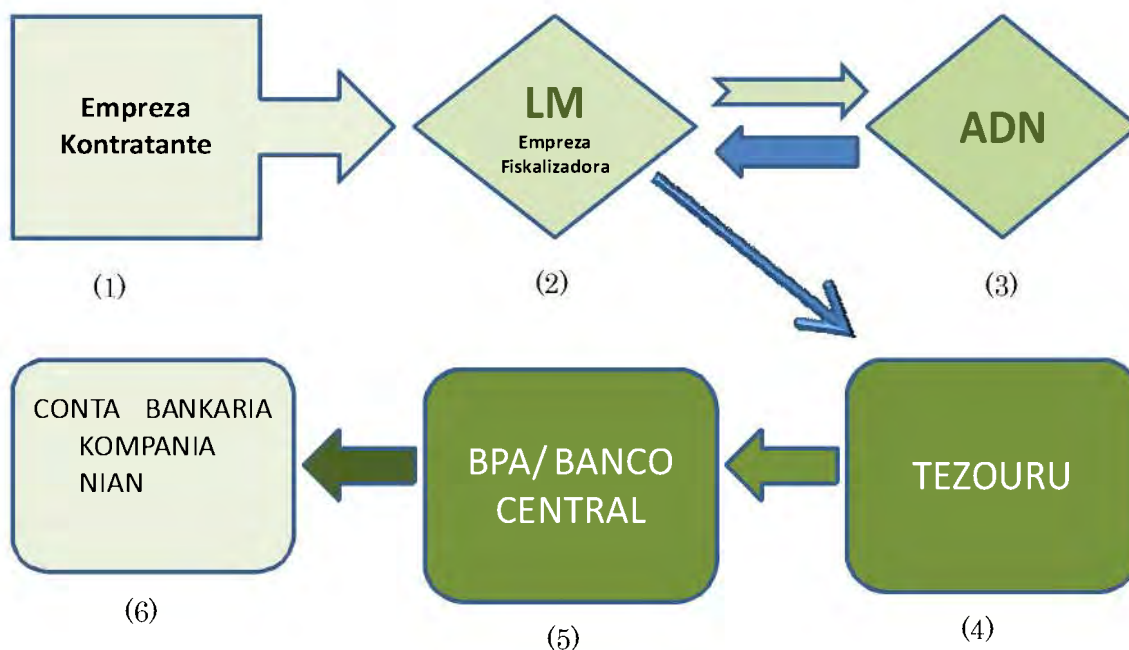 Empreza
Kontratante
LM
Empreza
Fiskalizadora
ADN
(1)
(2)
(3)
CONTA BANKARIA
KOMPANIA
NIAN
BPA/ BANCO
CENTRAL
TEZOURU
(6)
(5)
(4)